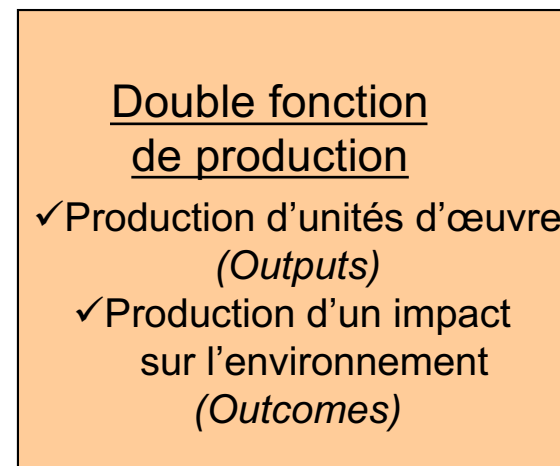 Double fonction
de production
✓Production d’unités d’œuvre
(Outputs)
✓Production d’un impact
sur l’environnement
(Outcomes)